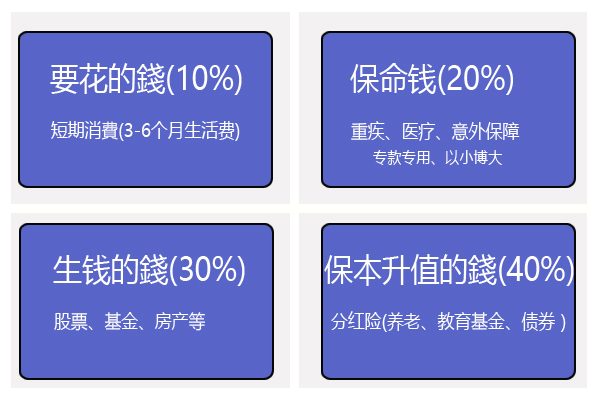 要花的錢(10%)
短期消費(3-6个月生活费)
保命钱(20%)
重疾、医疗、意外保障
专款专用、以小博大
生钱的錢(30%)
股票、基金、房产等
保本升值的錢(40%)
分红险(养老、教育基金、债券 )